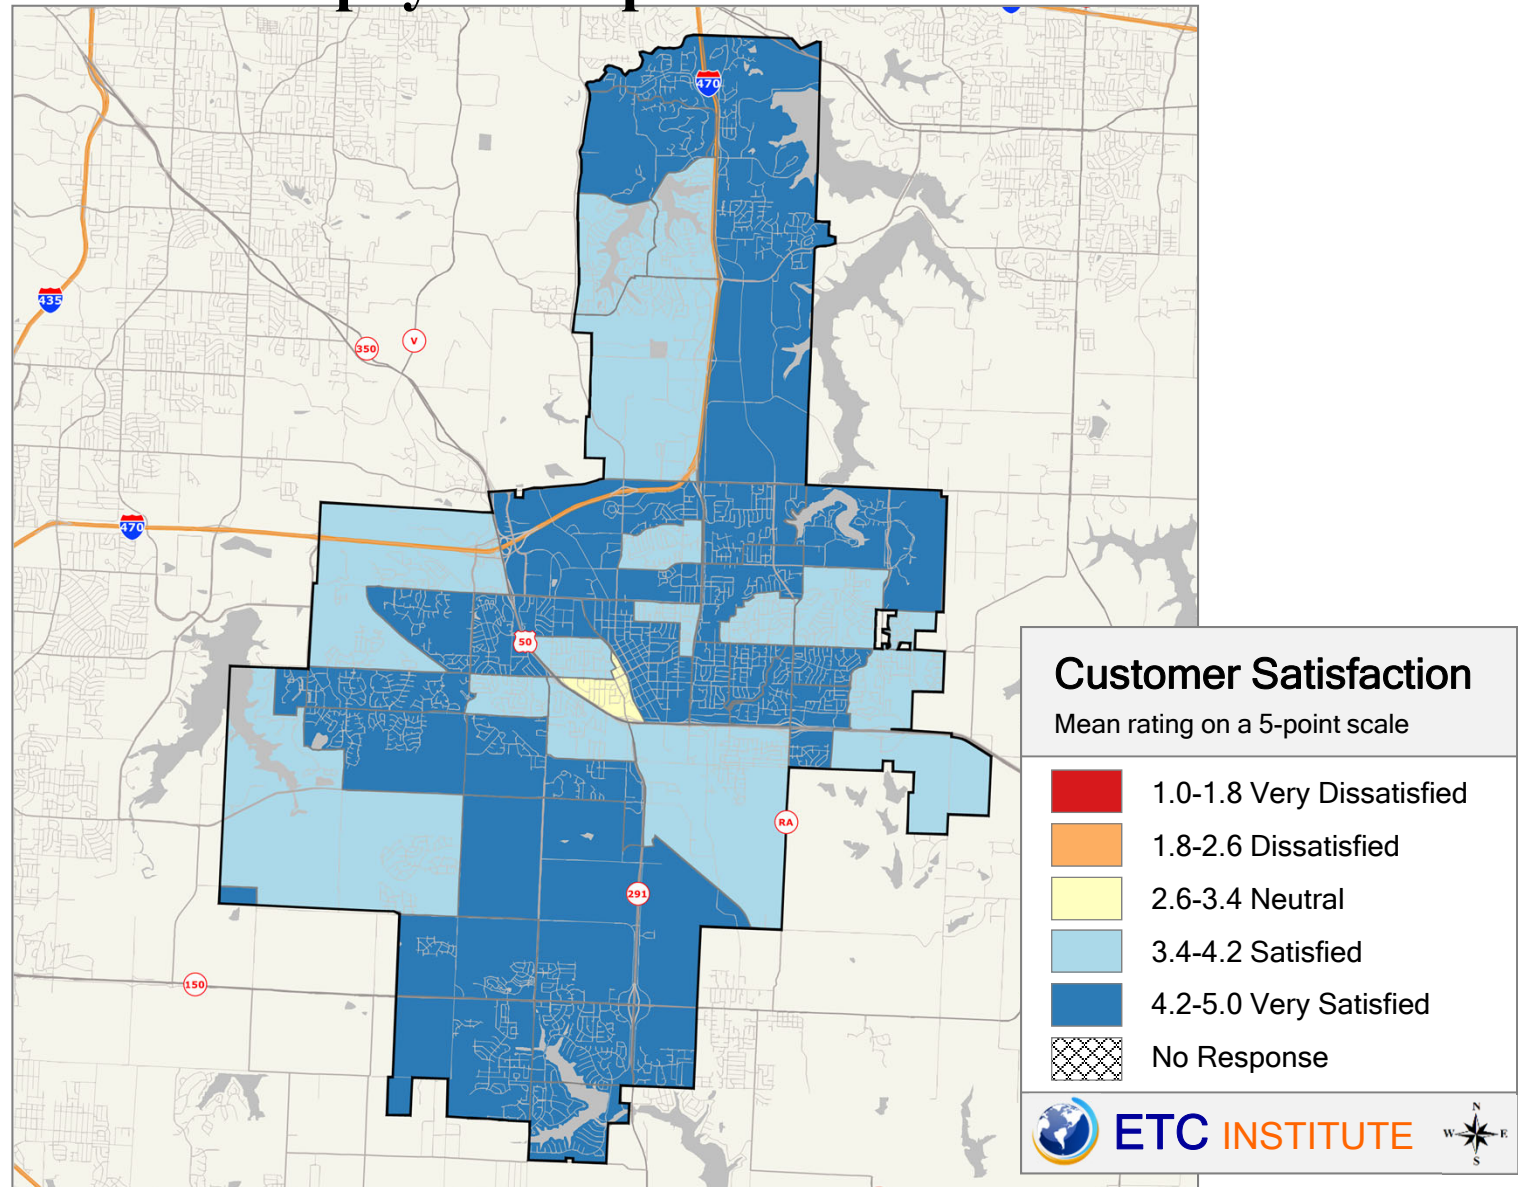 470
435
350
V
470
50
RA
291
150
Customer Satisfaction
Mean rating on a 5-point scale
1.0-1.8 Very Dissatisfied
1.8-2.6 Dissatisfied
2.6-3.4 Neutral
3.4-4.2 Satisfied
4.2-5.0 Very Satisfied
No Response
ETC INSTITUTE
N
W E
S